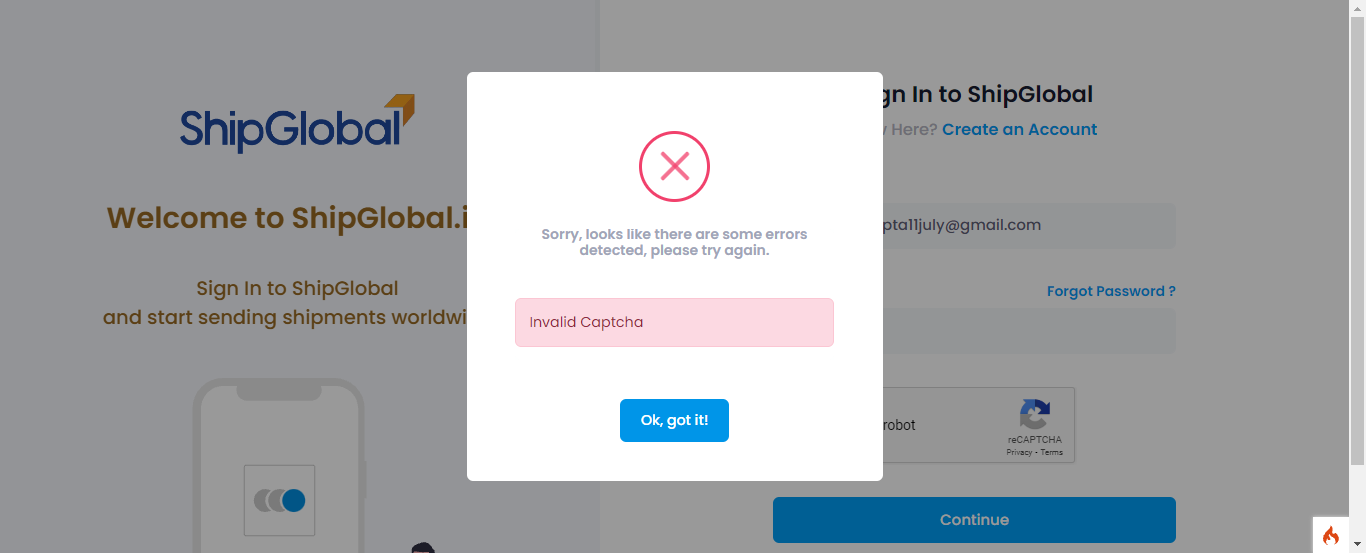 ShipGlobal
Welcome to ShipGlobal.i
Sign In to ShipGlobal
and start sending shipments worldwi
gn In to ShipGlobal
Here? Create an Account
pta11july@gmail.com
Forgot Password ?
robot
reCAPTCHA
Privacy - Terms
Continue
Sorry, looks like there are some errors
detected, please try again.
Invalid Captcha
Ok, got it!